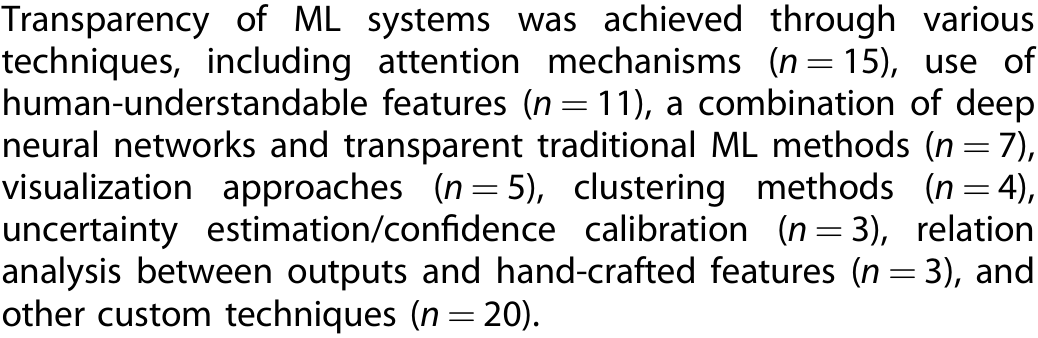 Transparency of ML systems was achieved through various
techniques, including attention mechanisms (n = 15), use of
human-understandable features (n = 11), a combination of deep
neural networks and transparent traditional ML methods (n = 7),
visualization approaches (n = 5), clustering methods (n = 4),
uncertainty estimation/confidence calibration (n = 3), relation
analysis between outputs and hand-crafted features (n = 3), and
other custom techniques (n = 20).